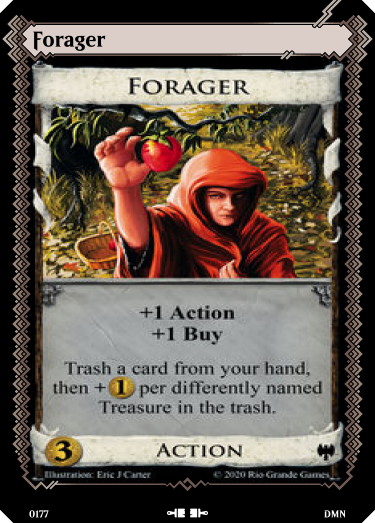 Forager
FORAGER
+1 Action
+1 Buy
Trash a card from your hand,
then +1 per differently named
Treasure in the trash.
3 ACTION
Illustration: Eric J Carter © 2020 Rio Grande Games
0177 DMN